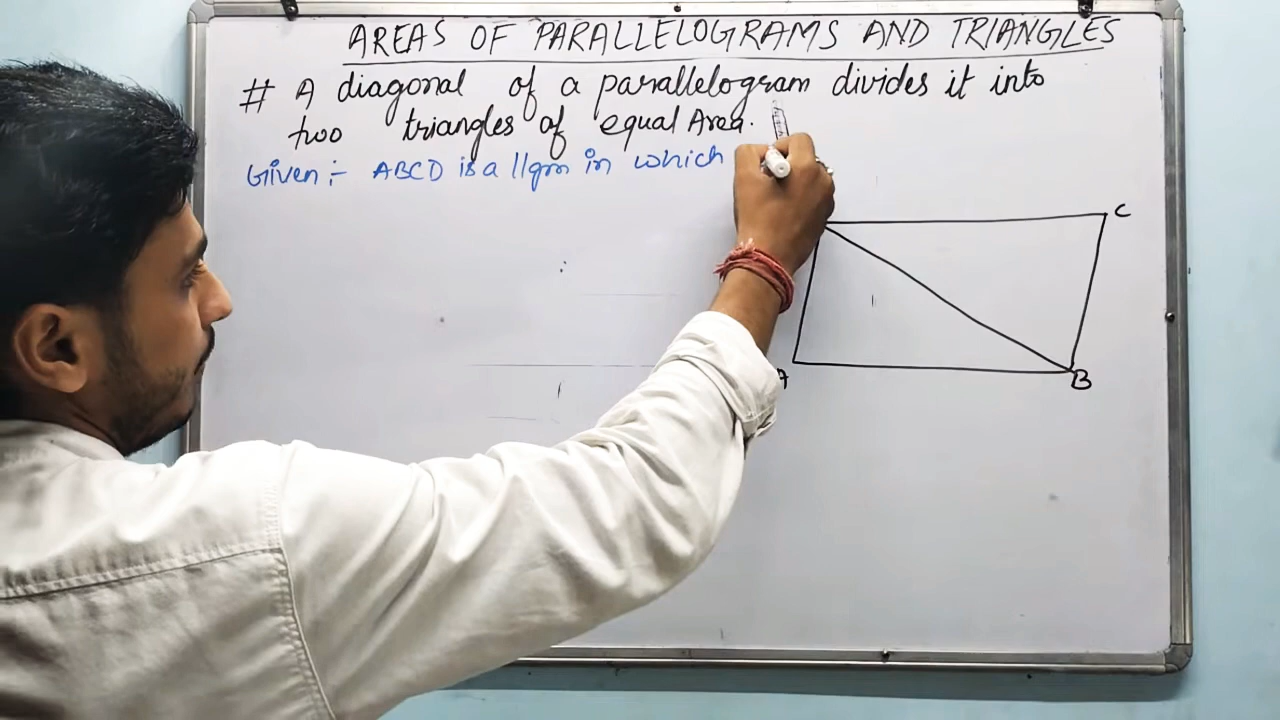 AREAS OF PARALLELOGRAMS AND TRIANGLES
# A diagonal of a parallelogram divides it into
two triangles of equal Area.
Given :- ABCD is a ||gm in which
C
A
B